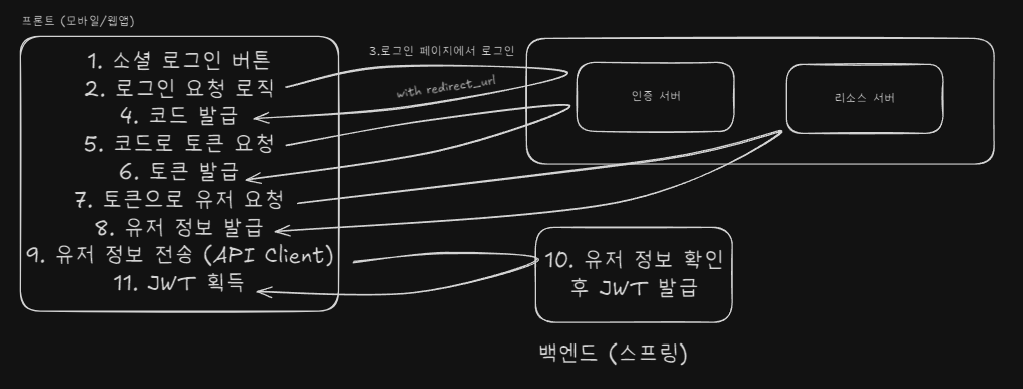 프론트 (모바일/웹앱)
1. 소셜 로그인 버튼
2. 로그인 요청 로직
4. 코드 발급
5. 코드로 토큰 요청
6. 토큰 발급
7. 토큰으로 유저 요청
8. 유저 정보 발급
9. 유저 정보 전송 (API Client)
11. JWT 획득
3.로그인 페이지에서 로그인
with redirect_url
인증 서버
리소스 서버
10. 유저 정보 확인
후 JWT 발급
백엔드 (스프링)